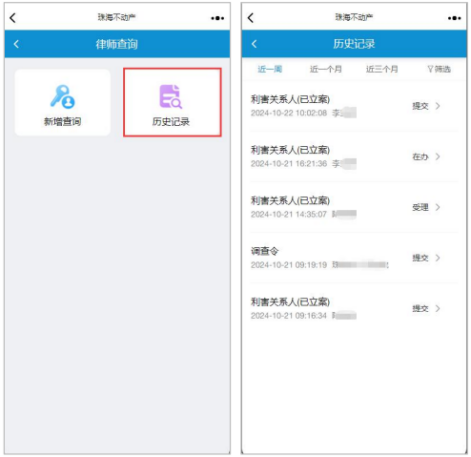 珠海不动产
律师查询
新增查询
历史记录
珠海不动产
历史记录
近一周 近一个月 近三个月 筛选
利害关系人(已立案)
2024-10-22 10:02:08 李
提交
利害关系人(已立案)
2024-10-21 16:21:36 李
在办
利害关系人(已立案)
2024-10-21 14:35:07
受理
调查令
2024-10-21 09:19:19
提交
利害关系人(已立案)
2024-10-21 09:16:34
提交